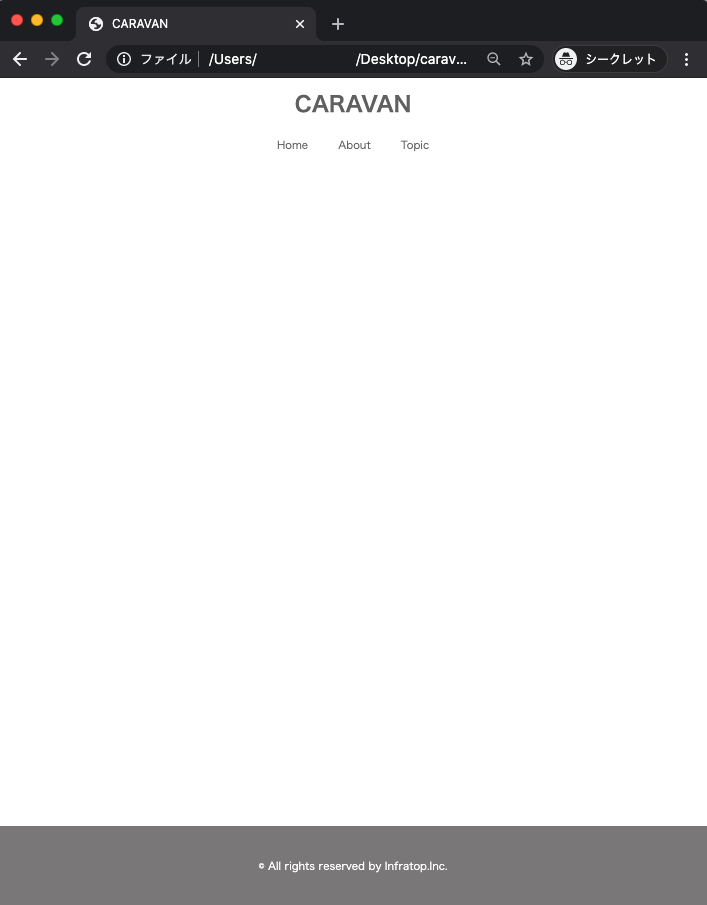 CARAVAN
ファイル /Users/ /Desktop/carav... シークレット
CARAVAN
Home About Topic
© All rights reserved by Infratop.Inc.